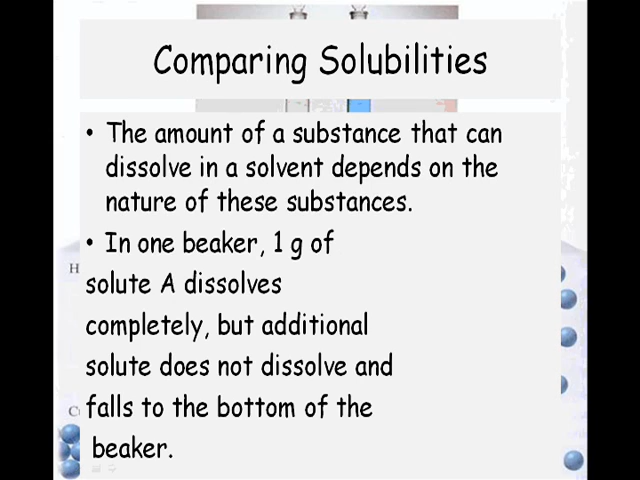 Comparing Solubilities
• The amount of a substance that can
dissolve in a solvent depends on the
nature of these substances.
• In one beaker, 1 g of
solute A dissolves
completely, but additional
solute does not dissolve and
falls to the bottom of the
beaker.
H